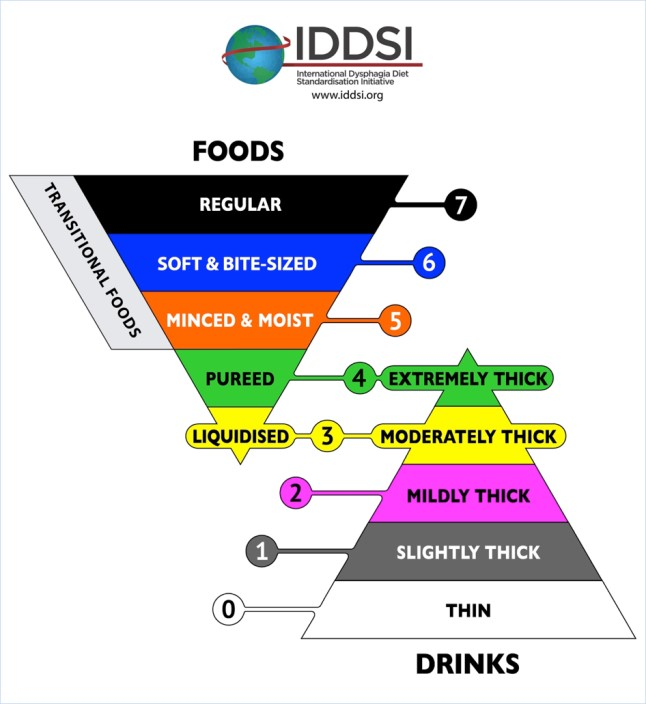 IDDSI
International Dysphagia Diet
Standardisation Initiative
www.iddsi.org
FOODS
TRANSITIONAL FOODS
REGULAR
7
SOFT & BITE-SIZED
6
MINCED & MOIST
5
PUREED
4
EXTREMELY THICK
LIQUIDISED
3
MODERATELY THICK
2
MILDLY THICK
1
SLIGHTLY THICK
0
THIN
DRINKS